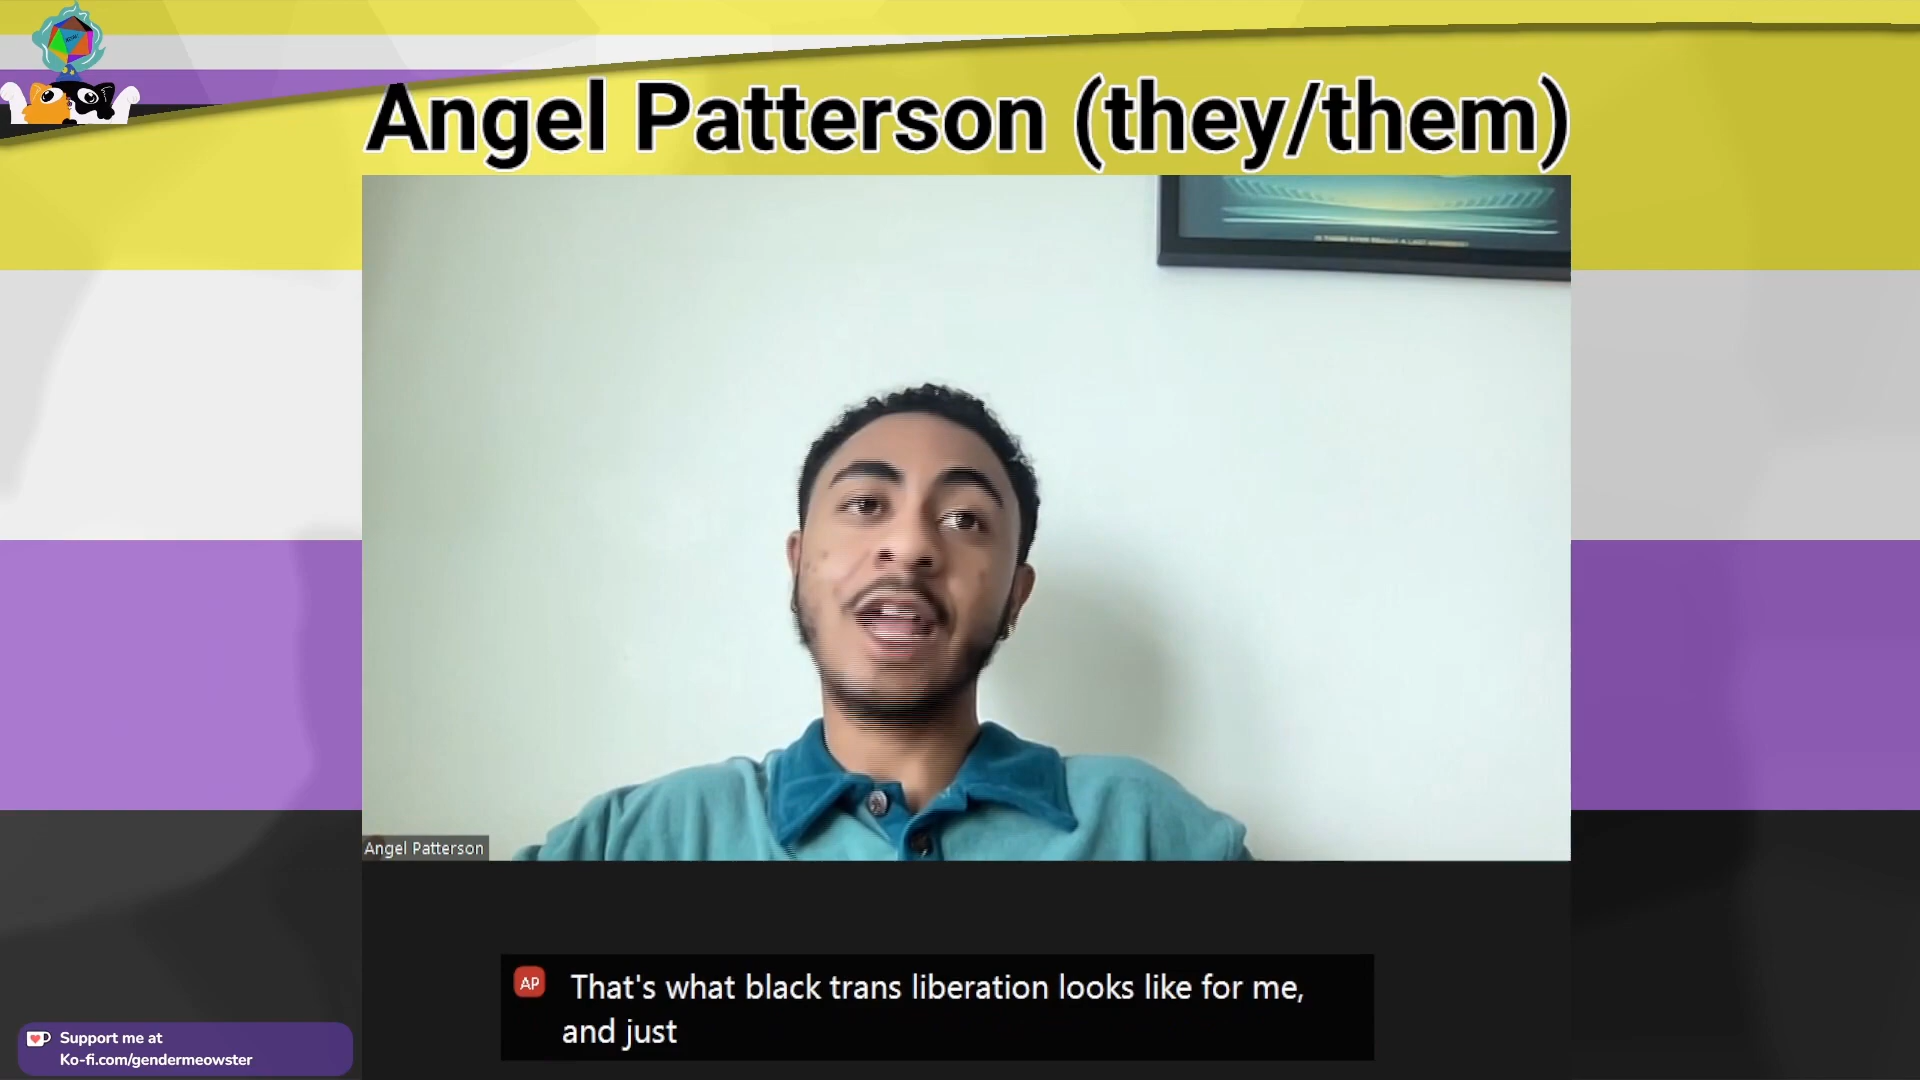 Angel Patterson (they/them)
Angel Patterson
AP
That's what black trans liberation looks like for me,
and just
Support me at
Ko-fi.com/gendermeowster